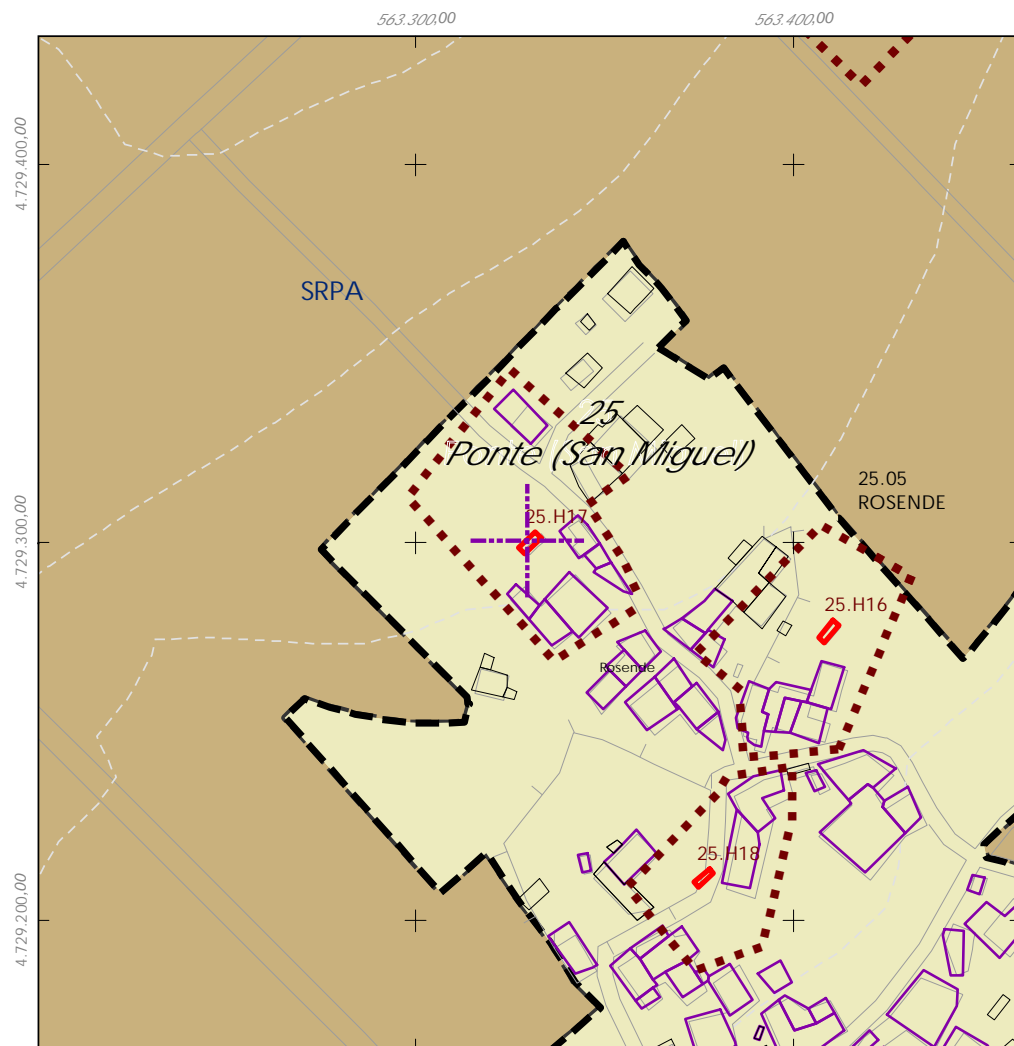 563.300,00
563.400,00
4.729.400,00
SRPA
25
Ponte (San Miguel)
25.05
ROSENDE
25.H17
4.729.300,00
25.H16
Rosende
25.H18
4.729.200,00